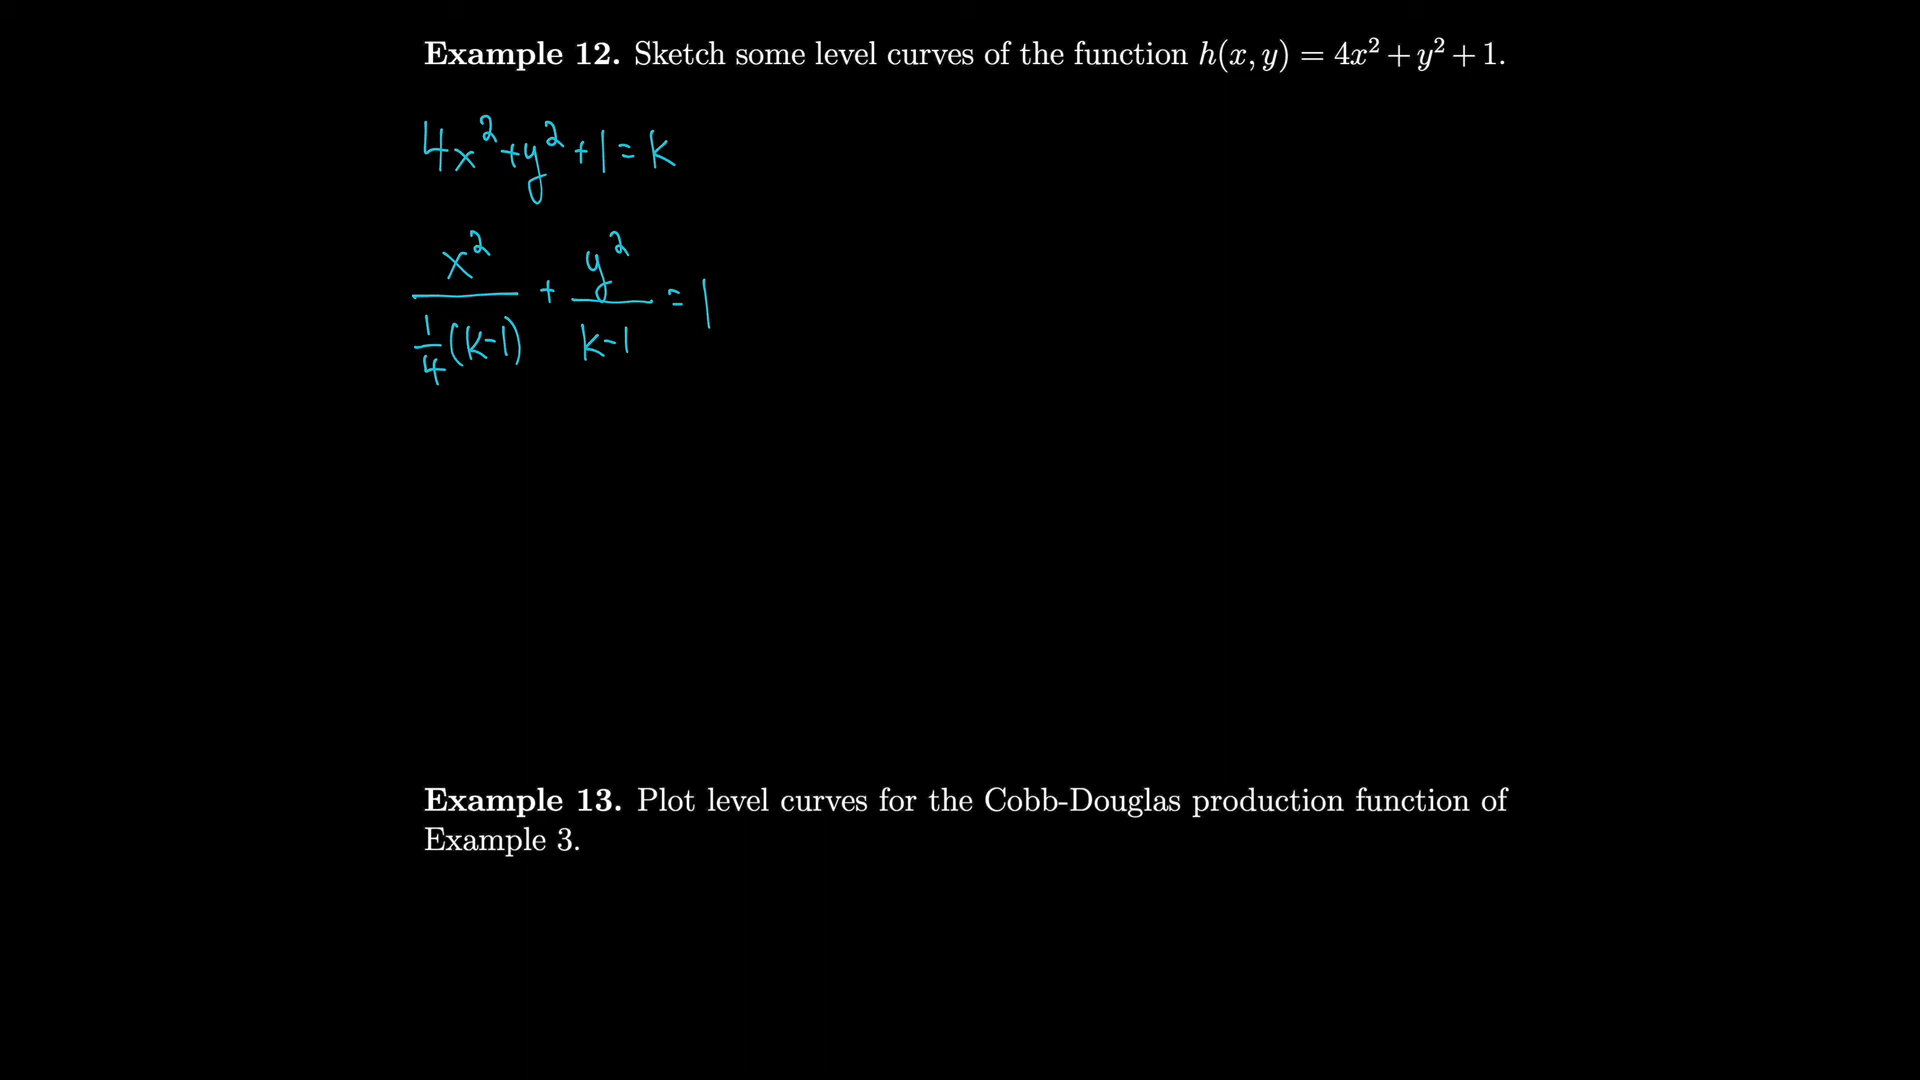 Example 12. Sketch some level curves of the function h(x, y) = 4x² + y² + 1.
4x² + y² + 1 = k
x² / ¼(k-1) + y² / k-1 = 1
Example 13. Plot level curves for the Cobb-Douglas production function of
Example 3.